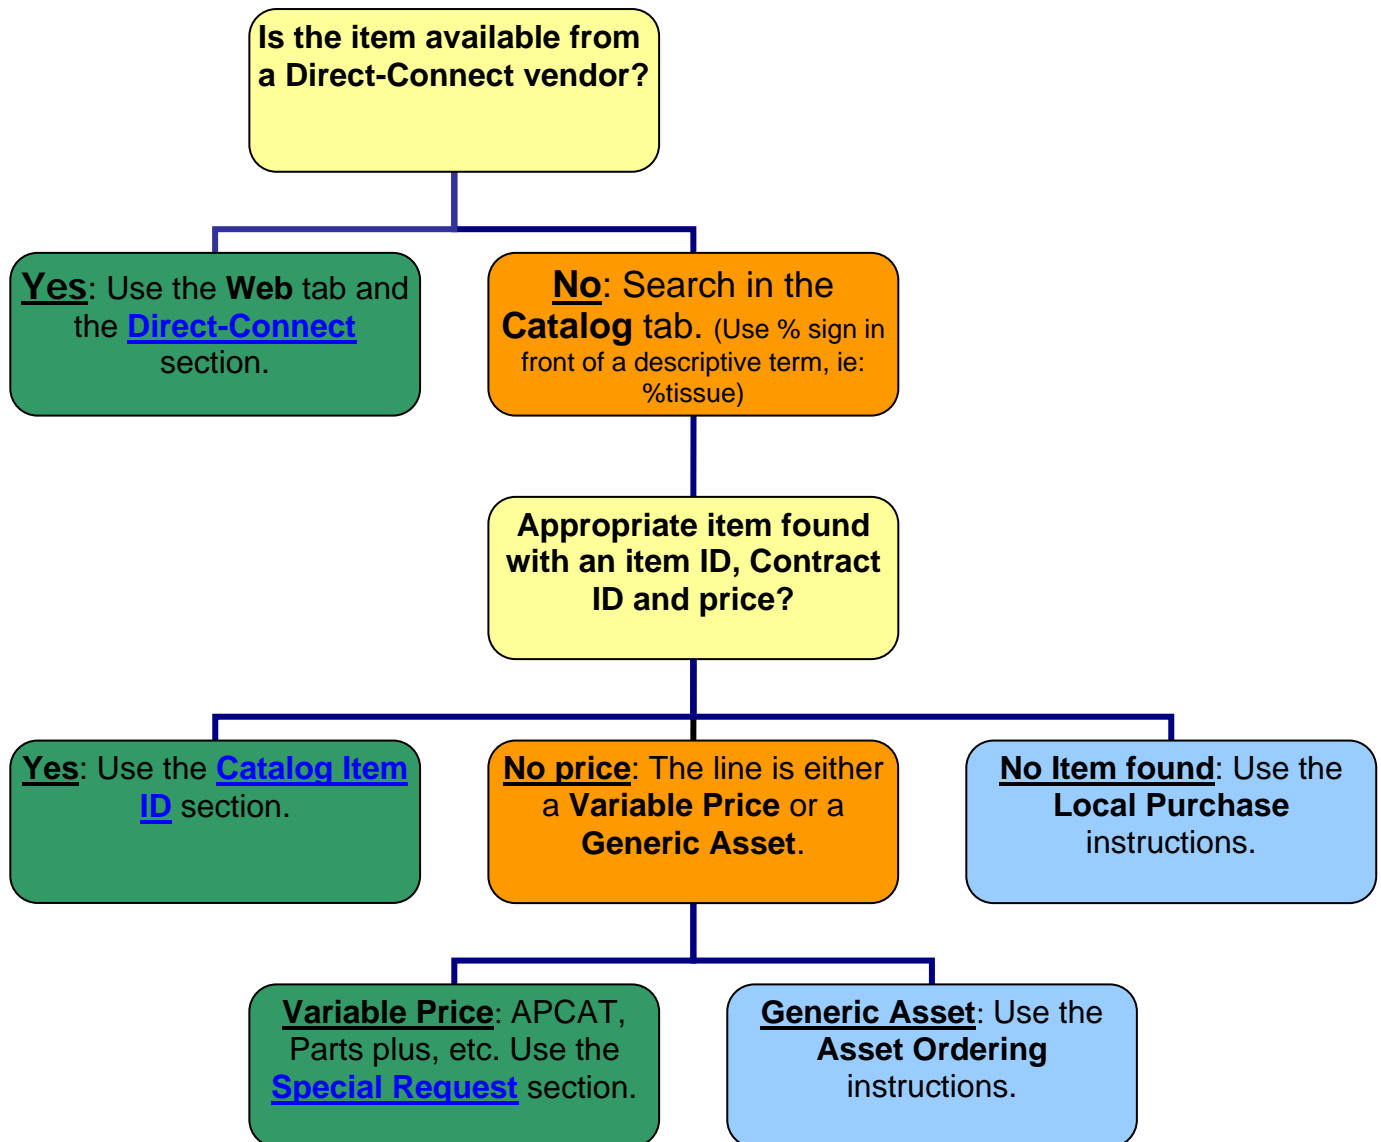 Is the item available from
a Direct-Connect vendor?
Yes: Use the Web tab and
the Direct-Connect
section.
No: Search in the
Catalog tab. (Use % sign in
front of a descriptive term, ie:
%tissue)
Appropriate item found
with an item ID, Contract
ID and price?
Yes: Use the Catalog Item
ID section.
No price: The line is either
a Variable Price or a
Generic Asset.
No Item found: Use the
Local Purchase
instructions.
Variable Price: APCAT,
Parts plus, etc. Use the
Special Request section.
Generic Asset: Use the
Asset Ordering
instructions.